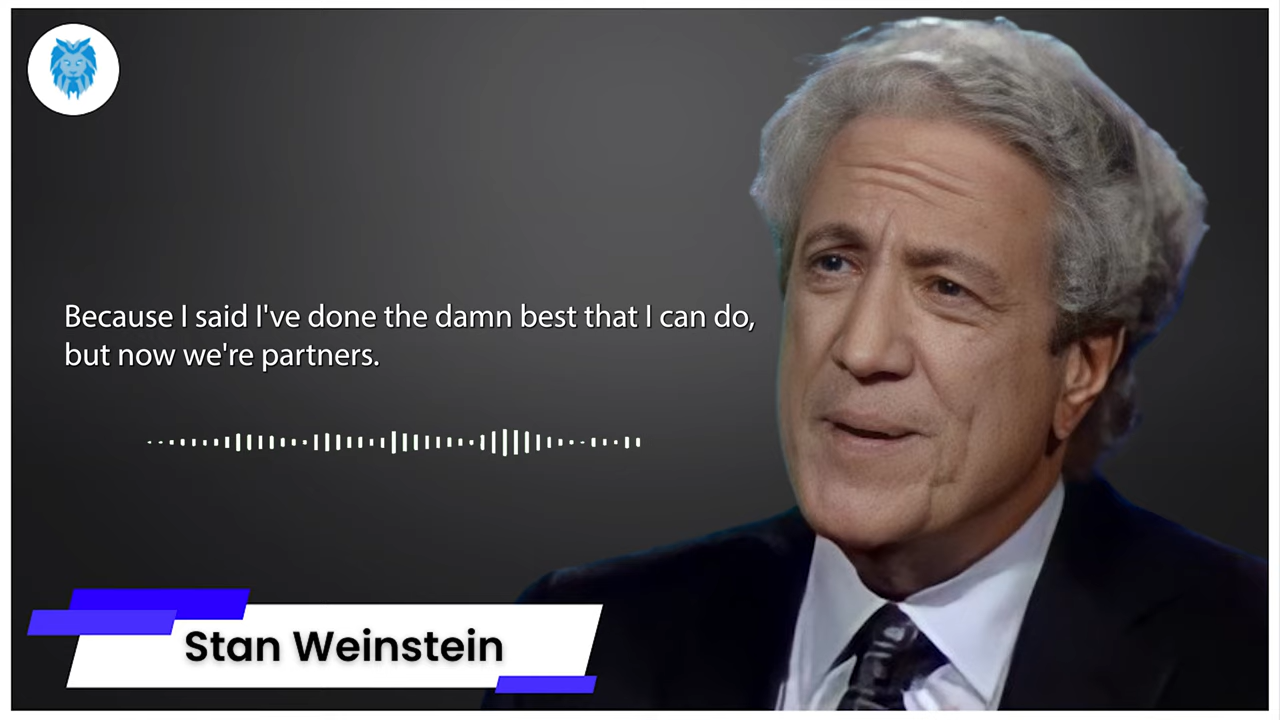 Because I said I've done the damn best that I can do,
but now we're partners.
Stan Weinstein